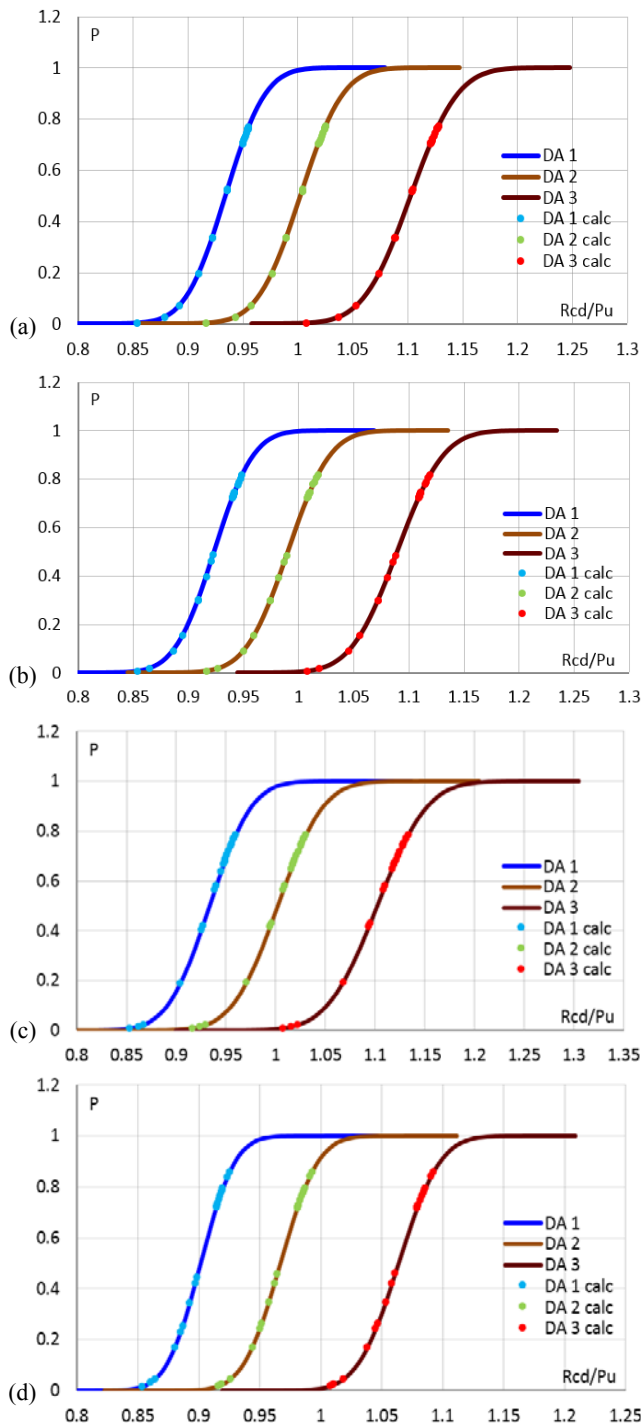 1.2
P
1
0.8
0.6
0.4
0.2
0
DA 1
DA 2
DA 3
DA 1 calc
DA 2 calc
DA 3 calc
(a)
Rcd/Pu
0.8 0.85 0.9 0.95 1 1.05 1.1 1.15 1.2 1.25 1.3
1.2
P
1
0.8
0.6
0.4
0.2
0
DA 1
DA 2
DA 3
DA 1 calc
DA 2 calc
DA 3 calc
(b)
Rcd/Pu
0.8 0.85 0.9 0.95 1 1.05 1.1 1.15 1.2 1.25 1.3
1.2
P
1
0.8
0.6
0.4
0.2
0
DA 1
DA 2
DA 3
DA 1 calc
DA 2 calc
DA 3 calc
(c)
Rcd/Pu
0.8 0.85 0.9 0.95 1 1.05 1.1 1.15 1.2 1.25 1.3 1.35
1.2
P
1
0.8
0.6
0.4
0.2
0
DA 1
DA 2
DA 3
DA 1 calc
DA 2 calc
DA 3 calc
(d)
Rcd/Pu
0.8 0.85 0.9 0.95 1 1.05 1.1 1.15 1.2 1.25